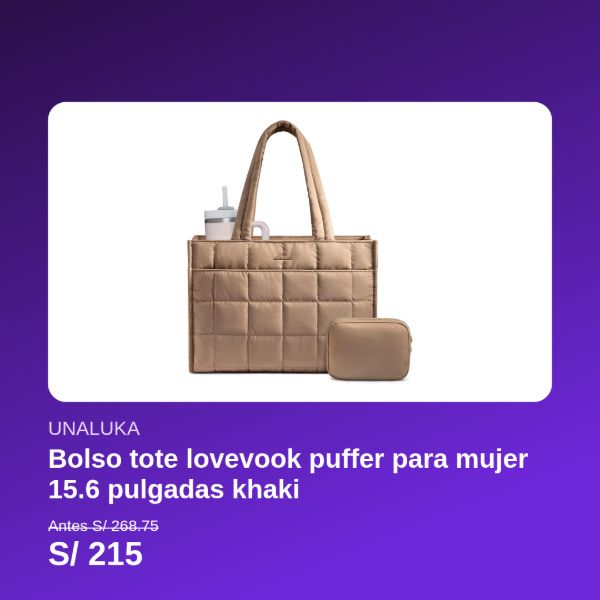 UNALUKA
Bolso tote lovevook puffer para mujer
15.6 pulgadas khaki
Antes S/ 268.75
S/ 215